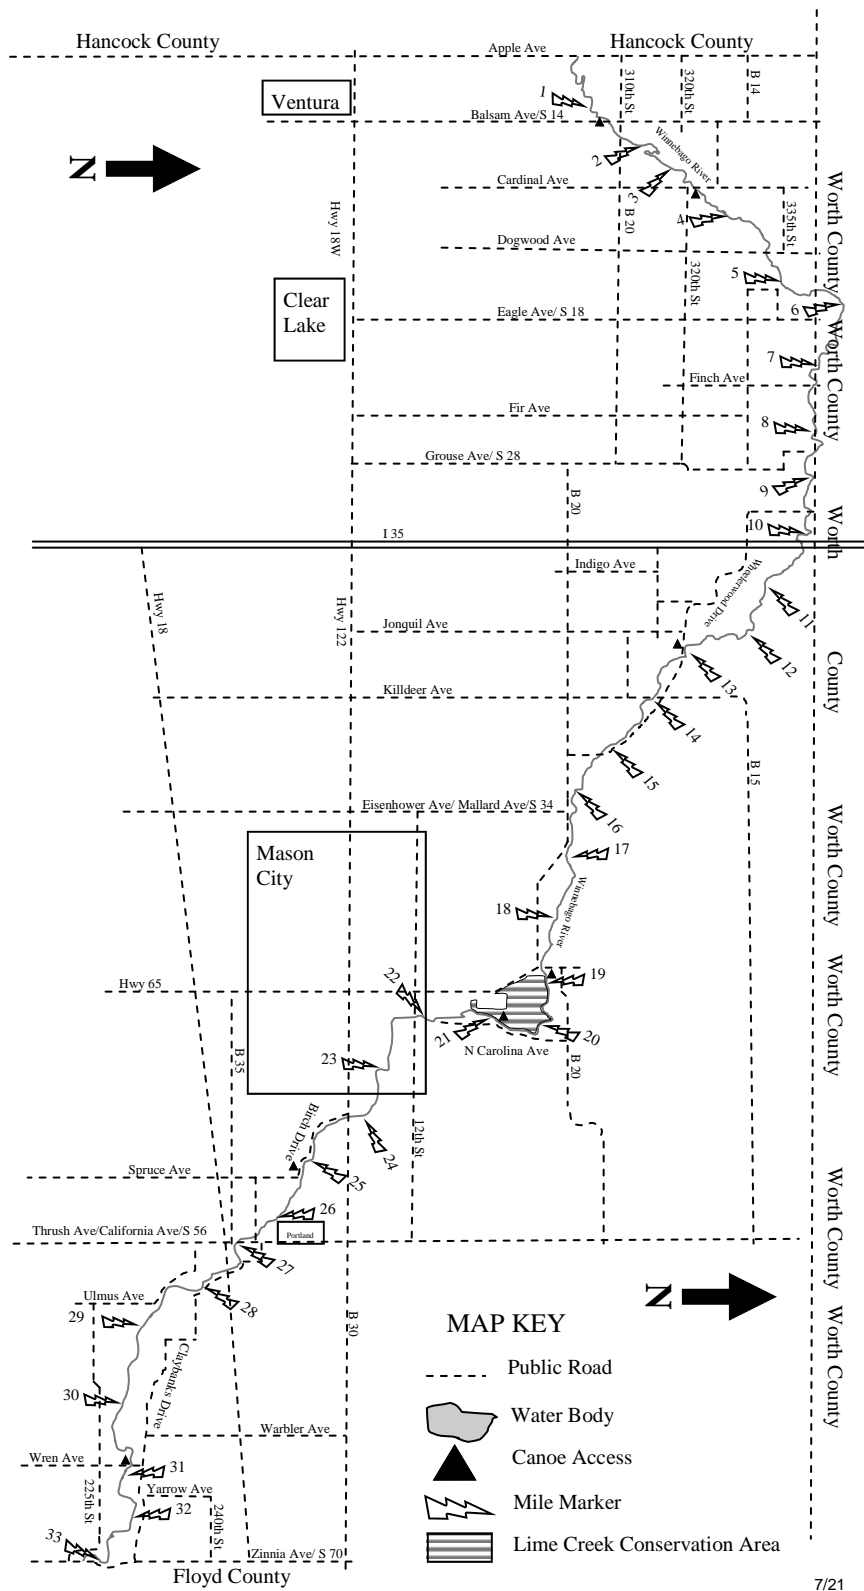 Hancock County
Hancock County
Apple Ave
Ventura
1
310th St
320th St
B 14
Balsam Ave/S 14
Winnebago River
N
2
3
Cardinal Ave
4
B 20
335th St
Hwy 18W
Dogwood Ave
320th St
Worth County
5
Clear
Lake
6
Eagle Ave/ S 18
Worth County
7
Finch Ave
Fir Ave
8
Grouse Ave/ S 28
9
B 20
10
Worth
I 35
Indigo Ave
Wheelerwood Drive
Hwy 18
Hwy 122
11
Jonquil Ave
12
13
County
Killdeer Ave
14
B 15
15
Eisenhower Ave/ Mallard Ave/S 34
16
Worth County
Mason
City
17
18
Winnebago River
Hwy 65
22
19
B 35
21
20
N Carolina Ave
B 20
Worth County
23
Birch Drive
12th St
24
Spruce Ave
25
26
Portland
Thrush Ave/California Ave/S 56
Worth County
27
N
Ulmus Ave
28
29
B 30
MAP KEY
Worth County
Claybanks Drive
Public Road
30
Water Body
Warbler Ave
Canoe Access
Wren Ave
31
225th St
Yarrow Ave
32
240th St
Mile Marker
33
Lime Creek Conservation Area
Zinnia Ave/ S 70
Floyd County
7/21